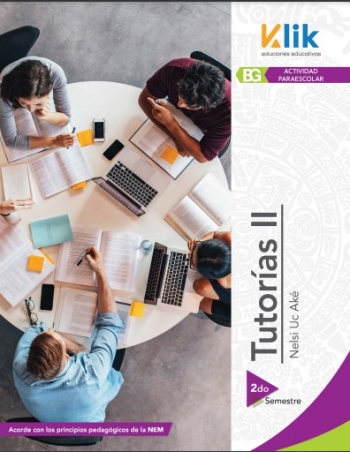 Klik
soluciones educativas
BG
ACTIVIDAD
PARAESCOLAR
Tutorías II
Nelsi Uc Aké
2do
Semestre
Acorde con los principios pedagógicos de la NEM